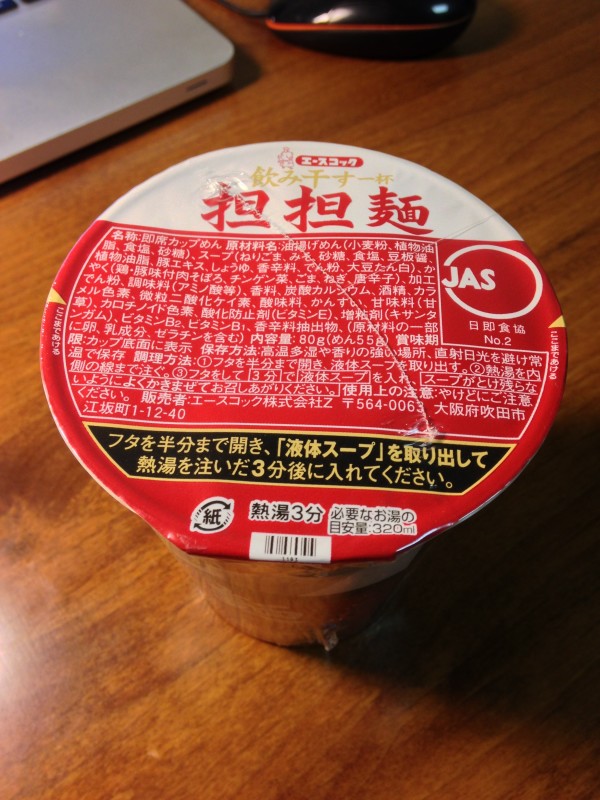 エースコック
飲み干す一杯
担担麺
名称:即席カップめん 原材料名:油揚げめん(小麦粉、植物油
脂、食塩、砂糖)、スープ(ねりごま、みそ、砂糖、食塩、豆板醤、
植物油脂、豚エキス、しょうゆ、香辛料、でん粉、大豆たん白)、か
やく(鶏・豚味付肉そぼろ、チンゲン菜、ごま、ねぎ、唐辛子) 加工
でん粉、調味料(アミノ酸等)、香料、炭酸カルシウム、酒精、カラ
メル色素、微粒二酸化ケイ素、酸味料、かんすい、甘味料(甘
草)、カロチノイド色素、酸化防止剤(ビタミンE)、増粘剤(キサンタ
ンガム)、ビタミンB₂、ビタミンB₁、香辛料抽出物、(原材料の一部
に卵、乳成分、ゼラチンを含む) 内容量:80g(めん55g) 賞味期
限:カップ底面に表示 保存方法:高温多湿や香りの強い場所、直射日光を避け常
温で保存 調理方法:①フタを半分まで開き、液体スープを取り出す。②熱湯を内
側の線まで注ぐ。③フタをして「3分」で「液体スープ」を入れ、「スープがとけ残らな
いように」よくかきまぜてお召しあがりください。使用上の注意:やけどにご注意
ください。 販売者:エースコック株式会社Z 〒564-0063 大阪府吹田市
江坂町1-12-40
JAS
日即食協
No.2
ここまであける
ここまであける
フタを半分まで開き、「液体スープ」を取り出して
熱湯を注いだ3分後に入れてください。
紙
熱湯3分
必要なお湯の
目安量:320ml